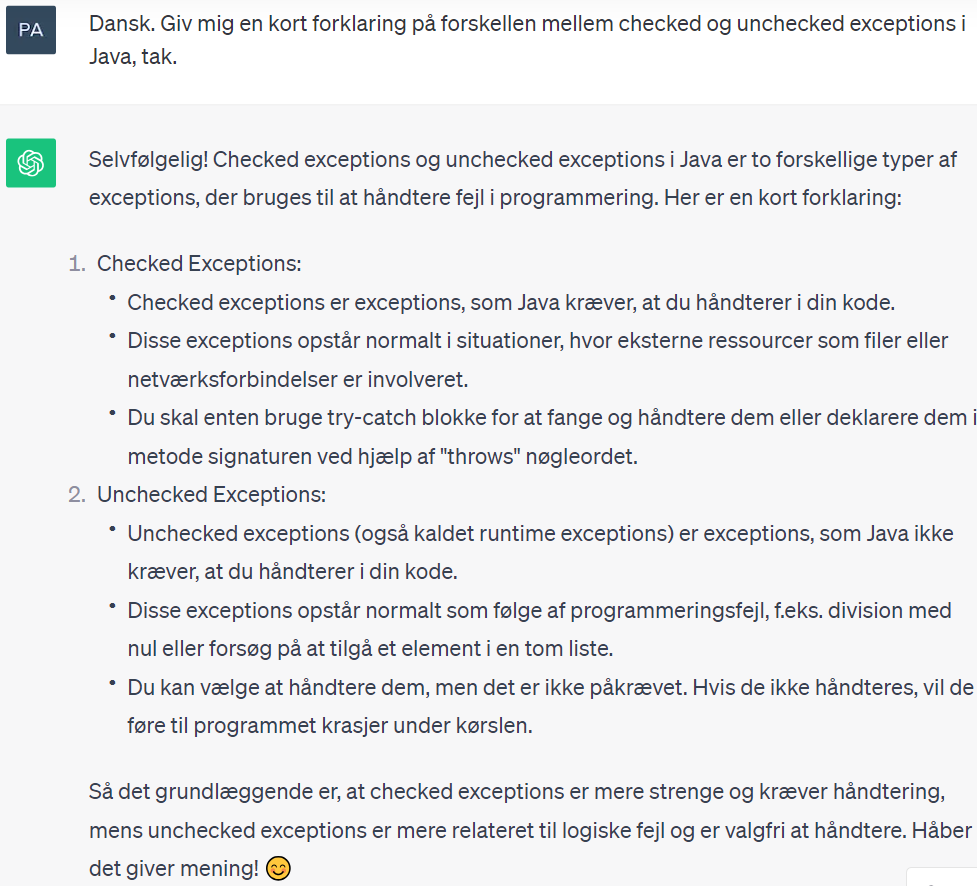 PA
Dansk. Giv mig en kort forklaring på forskellen mellem checked og unchecked exceptions i
Java, tak.
Selvfølgelig! Checked exceptions og unchecked exceptions i Java er to forskellige typer af
exceptions, der bruges til at håndtere fejl i programmering. Her er en kort forklaring:
1. Checked Exceptions:
• Checked exceptions er exceptions, som Java kræver, at du håndterer i din kode.
• Disse exceptions opstår normalt i situationer, hvor eksterne ressourcer som filer eller
netværksforbindelser er involveret.
• Du skal enten bruge try-catch blokke for at fange og håndtere dem eller deklarere dem i
metode signaturen ved hjælp af "throws" nøgleordet.
2. Unchecked Exceptions:
• Unchecked exceptions (også kaldet runtime exceptions) er exceptions, som Java ikke
kræver, at du håndterer i din kode.
• Disse exceptions opstår normalt som følge af programmeringsfejl, f.eks. division med
nul eller forsøg på at tilgå et element i en tom liste.
• Du kan vælge at håndtere dem, men det er ikke påkrævet. Hvis de ikke håndteres, vil de
føre til programmet krasjer under kørslen.
Så det grundlæggende er, at checked exceptions er mere strenge og kræver håndtering,
mens unchecked exceptions er mere relateret til logiske fejl og er valgfri at håndtere. Håber
det giver mening! 😊